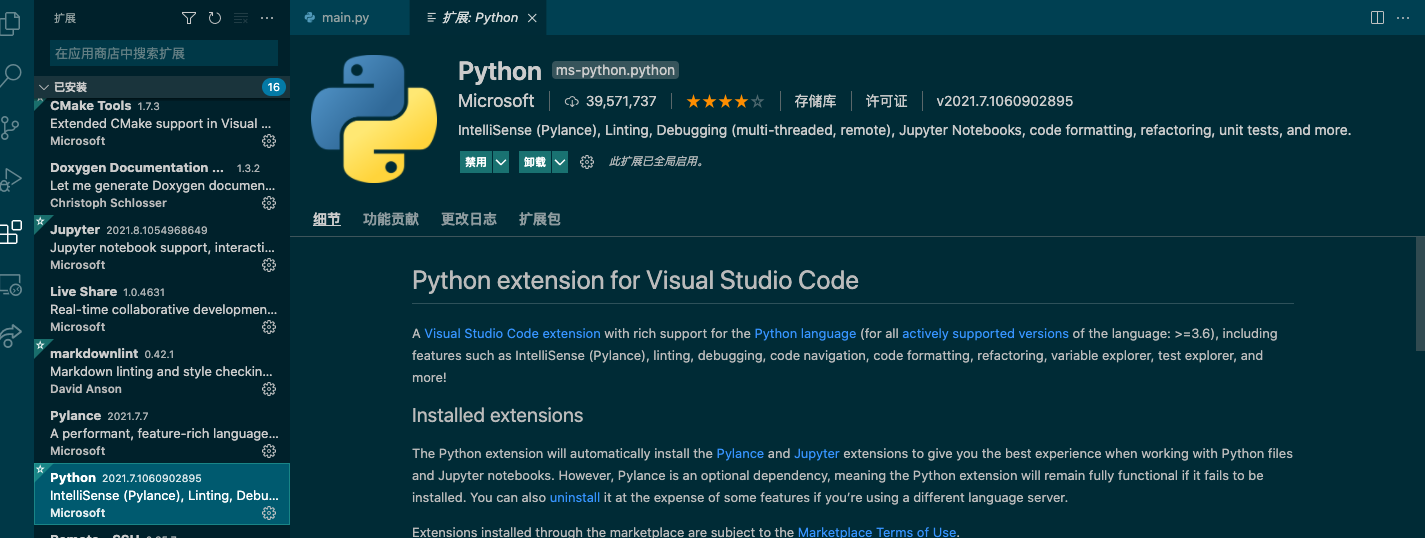 扩展
在应用商店中搜索扩展
已安装
16
CMake Tools 1.7.3
Extended CMake support in Visual ...
Microsoft
Doxygen Documentation ... 1.3.2
Let me generate Doxygen documen...
Christoph Schlosser
Jupyter 2021.8.1054968649
Jupyter notebook support, interacti...
Microsoft
Live Share 1.0.4631
Real-time collaborative developmen...
Microsoft
markdownlint 0.42.1
Markdown linting and style checkin...
David Anson
Pylance 2021.7.7
A performant, feature-rich language...
Microsoft
Python 2021.7.1060902895
IntelliSense (Pylance), Linting, Debu...
Microsoft
main.py
扩展: Python
Python ms-python.python
Microsoft 39,571,737 存储库 许可证 v2021.7.1060902895
IntelliSense (Pylance), Linting, Debugging (multi-threaded, remote), Jupyter Notebooks, code formatting, refactoring, unit tests, and more.
禁用 卸载 此扩展已全局启用。
细节 功能贡献 更改日志 扩展包
Python extension for Visual Studio Code
A Visual Studio Code extension with rich support for the Python language (for all actively supported versions of the language: >=3.6), including
features such as IntelliSense (Pylance), linting, debugging, code navigation, code formatting, refactoring, variable explorer, test explorer, and
more!
Installed extensions
The Python extension will automatically install the Pylance and Jupyter extensions to give you the best experience when working with Python files
and Jupyter notebooks. However, Pylance is an optional dependency, meaning the Python extension will remain fully functional if it fails to be
installed. You can also uninstall it at the expense of some features if you're using a different language server.
Extensions installed through the marketplace are subject to the Marketplace Terms of Use.